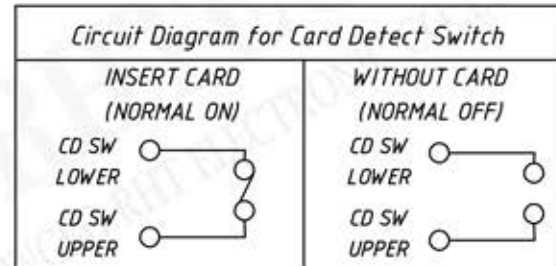 Circuit Diagram for Card Detect Switch
INSERT CARD
(NORMAL ON)
CD SW
LOWER
CD SW
UPPER
WITHOUT CARD
(NORMAL OFF)
CD SW
LOWER
CD SW
UPPER